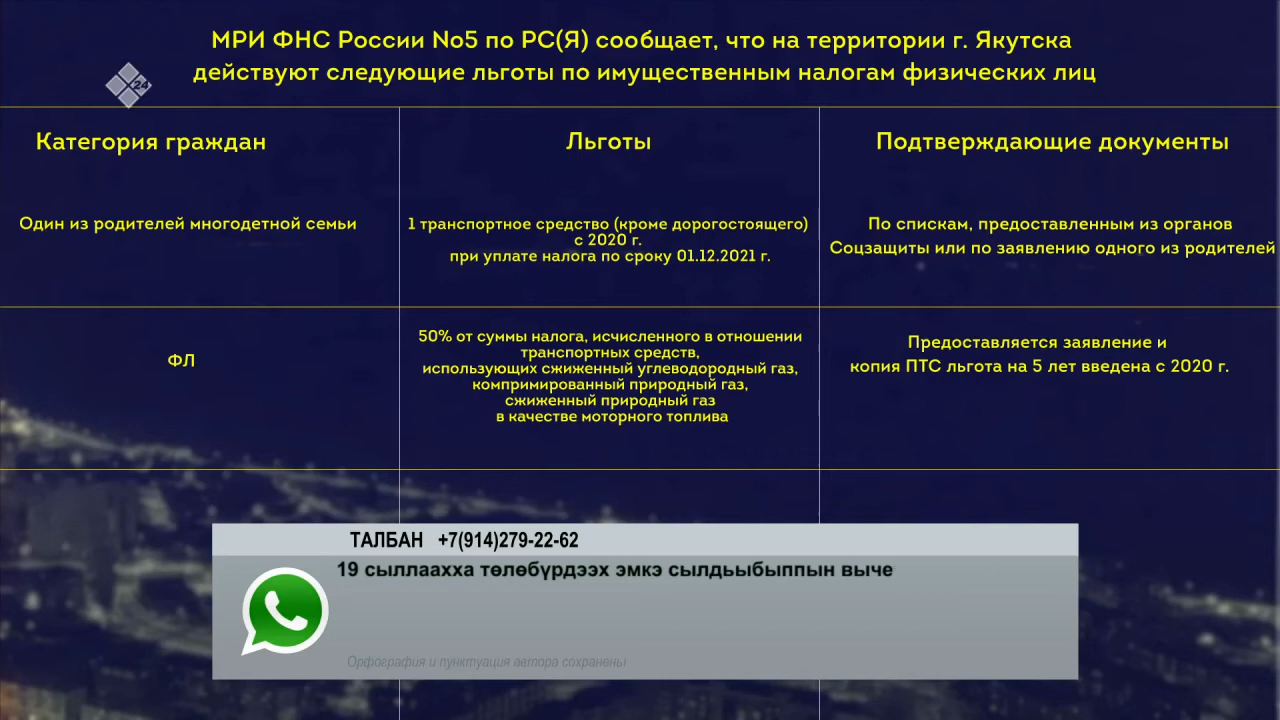 МРИ ФНС России No5 по РС(Я) сообщает, что на территории г. Якутска
действуют следующие льготы по имущественным налогам физических лиц
X24
Категория граждан
Льготы
Подтверждающие документы
Один из родителей многодетной семьи
1 транспортное средство (кроме дорогостоящего)
с 2020 г.
при уплате налога по сроку 01.12.2021 г.
По спискам, предоставленным из органов
Соцзащиты или по заявлению одного из родителей
ФЛ
50% от суммы налога, исчисленного в отношении
транспортных средств,
использующих сжиженный углеводородный газ,
компримированный природный газ,
сжиженный природный газ
в качестве моторного топлива
Предоставляется заявление и
копия ПТС льгота на 5 лет введена с 2020 г.
ТАЛБАН +7(914)279-22-62
19 сыллаахха төлөбүрдээх эмкэ сылдьыбыппын выче
Орфография и пунктуация автора сохранены